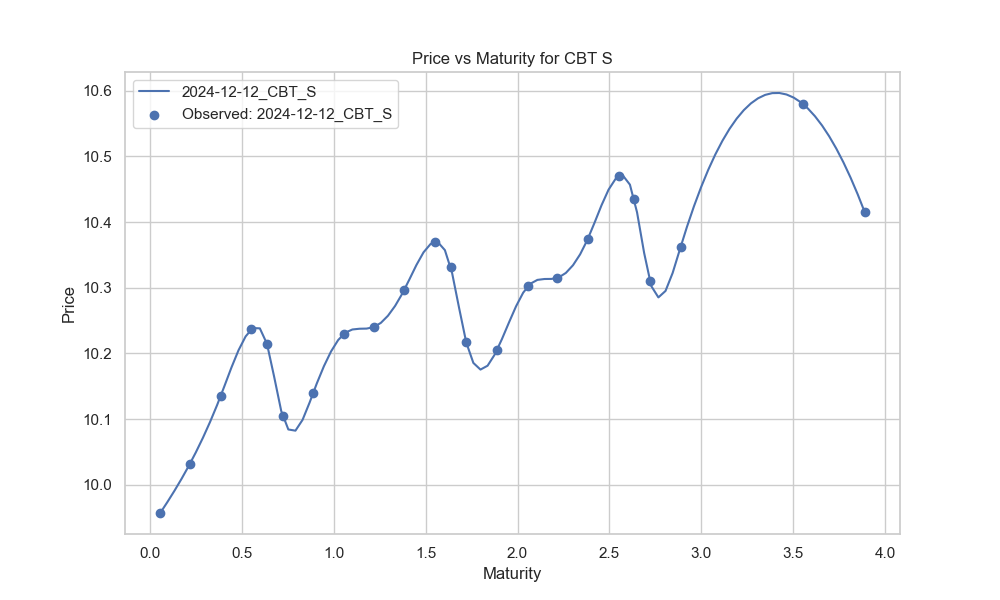 Price vs Maturity for CBT S
2024-12-12_CBT_S
Observed: 2024-12-12_CBT_S
Price
10.6
10.5
10.4
10.3
10.2
10.1
10.0
0.0 0.5 1.0 1.5 2.0 2.5 3.0 3.5 4.0
Maturity